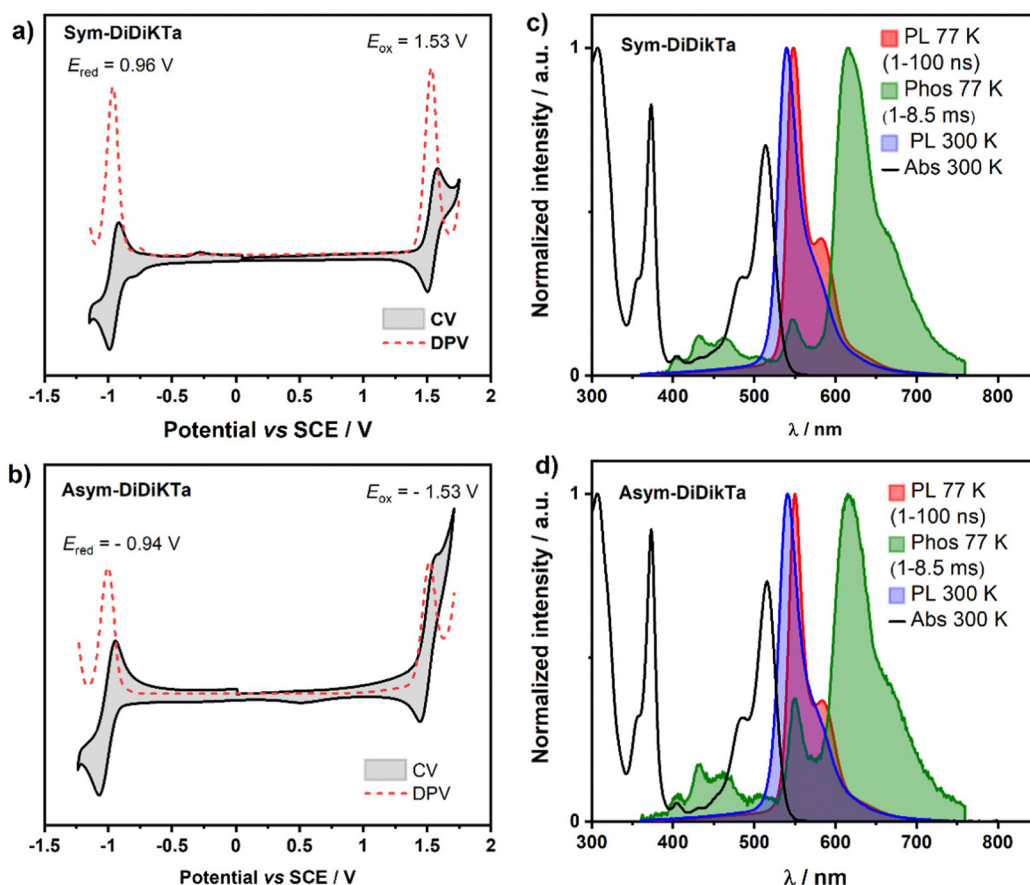 a)
Sym-DiDiKTa
E_red = 0.96 V
E_ox = 1.53 V
CV
DPV
-1.5 -1 -0.5 0 0.5 1 1.5 2
Potential vs SCE / V
b)
Asym-DiDiKTa
E_red = - 0.94 V
E_ox = - 1.53 V
CV
DPV
-1.5 -1 -0.5 0 0.5 1 1.5 2
Potential vs SCE / V
c)
Sym-DiDikTa
PL 77 K
(1-100 ns)
Phos 77 K
(1-8.5 ms)
PL 300 K
Abs 300 K
Normalized intensity / a.u.
1
0
300 400 500 600 700 800
λ / nm
d)
Asym-DiDikTa
PL 77 K
(1-100 ns)
Phos 77 K
(1-8.5 ms)
PL 300 K
Abs 300 K
Normalized intensity / a.u.
1
0
300 400 500 600 700 800
λ / nm